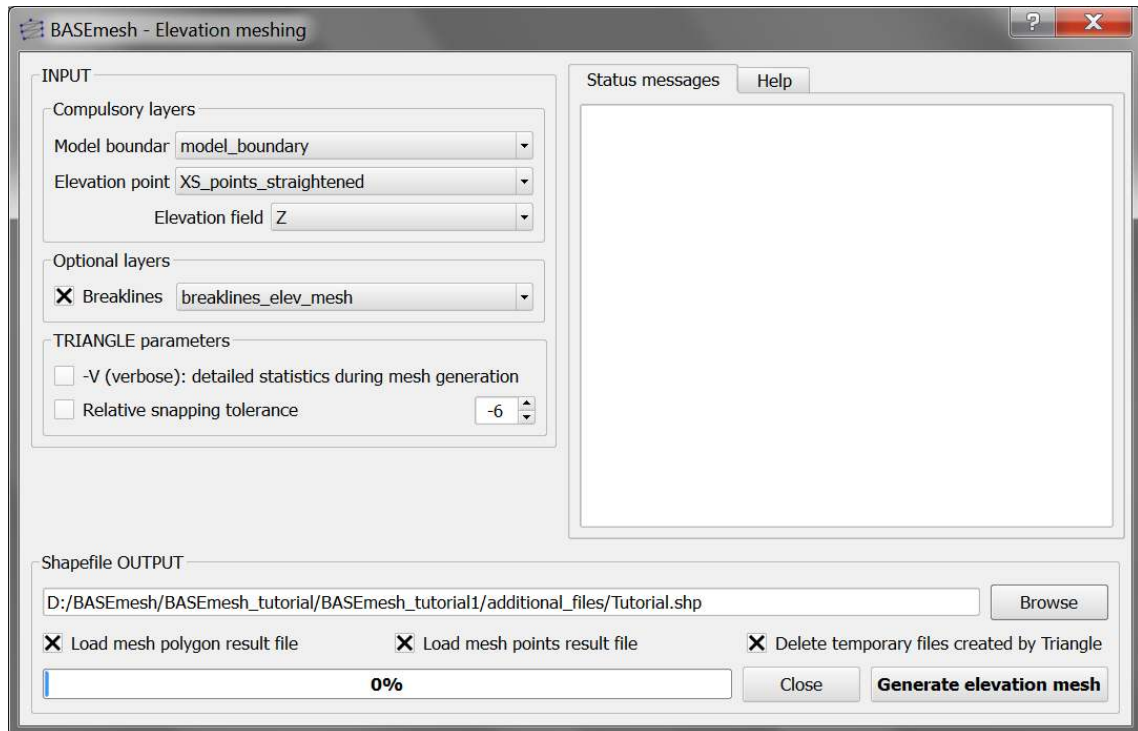 BASEmesh - Elevation meshing
?
X
INPUT
Compulsory layers
Model boundar model_boundary
Elevation point XS_points_straightened
Elevation field Z
Optional layers
Breaklines breaklines_elev_mesh
TRIANGLE parameters
-V (verbose): detailed statistics during mesh generation
Relative snapping tolerance -6
Status messages Help
Shapefile OUTPUT
D:/BASEmesh/BASEmesh_tutorial/BASEmesh_tutorial1/additional_files/Tutorial.shp Browse
Load mesh polygon result file Load mesh points result file Delete temporary files created by Triangle
0% Close Generate elevation mesh